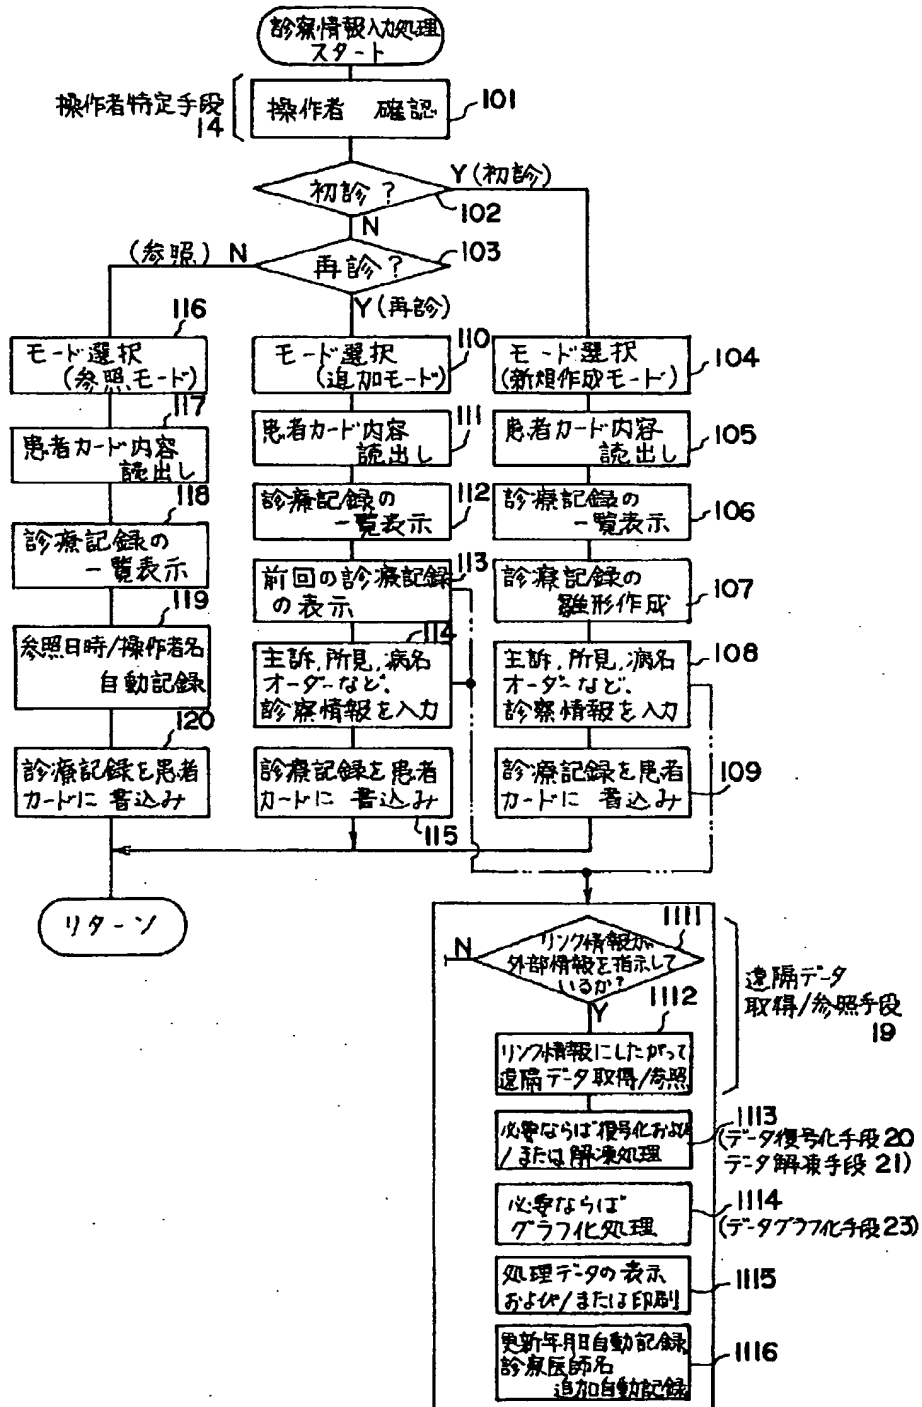 診察情報入力処理
スタート
操作者特定手段
14
操作者 確認
101
初診?
Y(初診)
102
N
再診?
103
(参照) N
Y(再診)
116
モード選択
(参照モード)
117
患者カード内容
読出し
118
診療記録の
一覧表示
119
参照日時/操作者名
自動記録
120
診療記録を患者
カードに書込み
110
モード選択
(追加モード)
111
患者カード内容
読出し
112
診療記録の
一覧表示
113
前回の診療記録
の表示
114
主訴,所見,病名
オーダーなど、
診察情報を入力
診療記録を患者
カードに書込み
115
モード選択
(新規作成モード)
104
患者カード内容
読出し
105
診療記録の
一覧表示
106
診療記録の
雛形作成
107
主訴,所見,病名
オーダーなど、
診察情報を入力
108
診療記録を患者
カードに書込み
109
リターン
1111
リンク情報が
外部情報を指示して
いるか?
N
Y
1112
リンク情報にしたがって
遠隔データ取得/参照
遠隔データ
取得/参照手段
19
必要ならば復号化および
/または解凍処理
1113
(データ復号化手段20
データ解凍手段21)
必要ならば
グラフ化処理
1114
(データグラフ化手段23)
処理データの表示
および/または印刷
1115
更新年月日自動記録
診察医師名
追加自動記録
1116